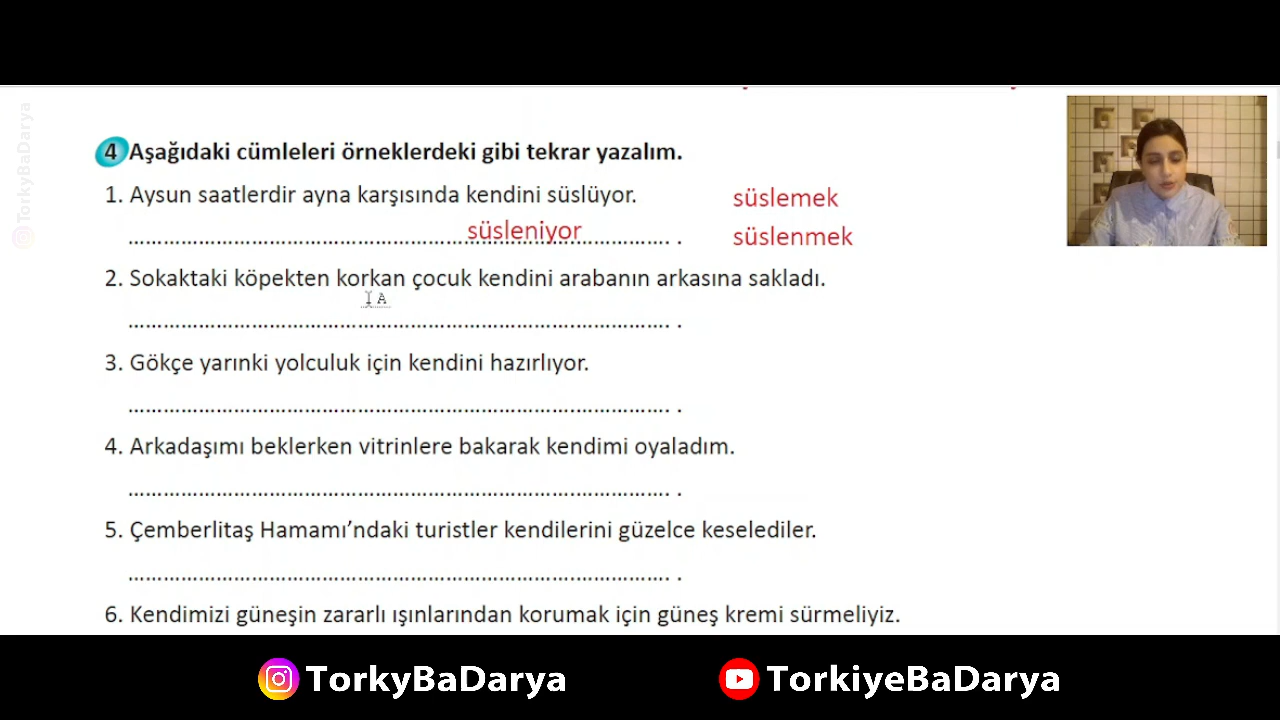 TorkyBaDarya
4 Aşağıdaki cümleleri örneklerdeki gibi tekrar yazalım.
1. Aysun saatlerdir ayna karşısında kendini süslüyor.
süslemek
süsleniyor
………………………………………………………………………………. .
süslenmek
2. Sokaktaki köpekten korkan çocuk kendini arabanın arkasına sakladı.
A
………………………………………………………………………………. .
3. Gökçe yarınki yolculuk için kendini hazırlıyor.
………………………………………………………………………………. .
4. Arkadaşımı beklerken vitrinlere bakarak kendimi oyaladım.
………………………………………………………………………………. .
5. Çemberlitaş Hamamı’ndaki turistler kendilerini güzelce keselediler.
………………………………………………………………………………. .
6. Kendimizi güneşin zararlı ışınlarından korumak için güneş kremi sürmeliyiz.
TorkyBaDarya
TorkiyeBaDarya